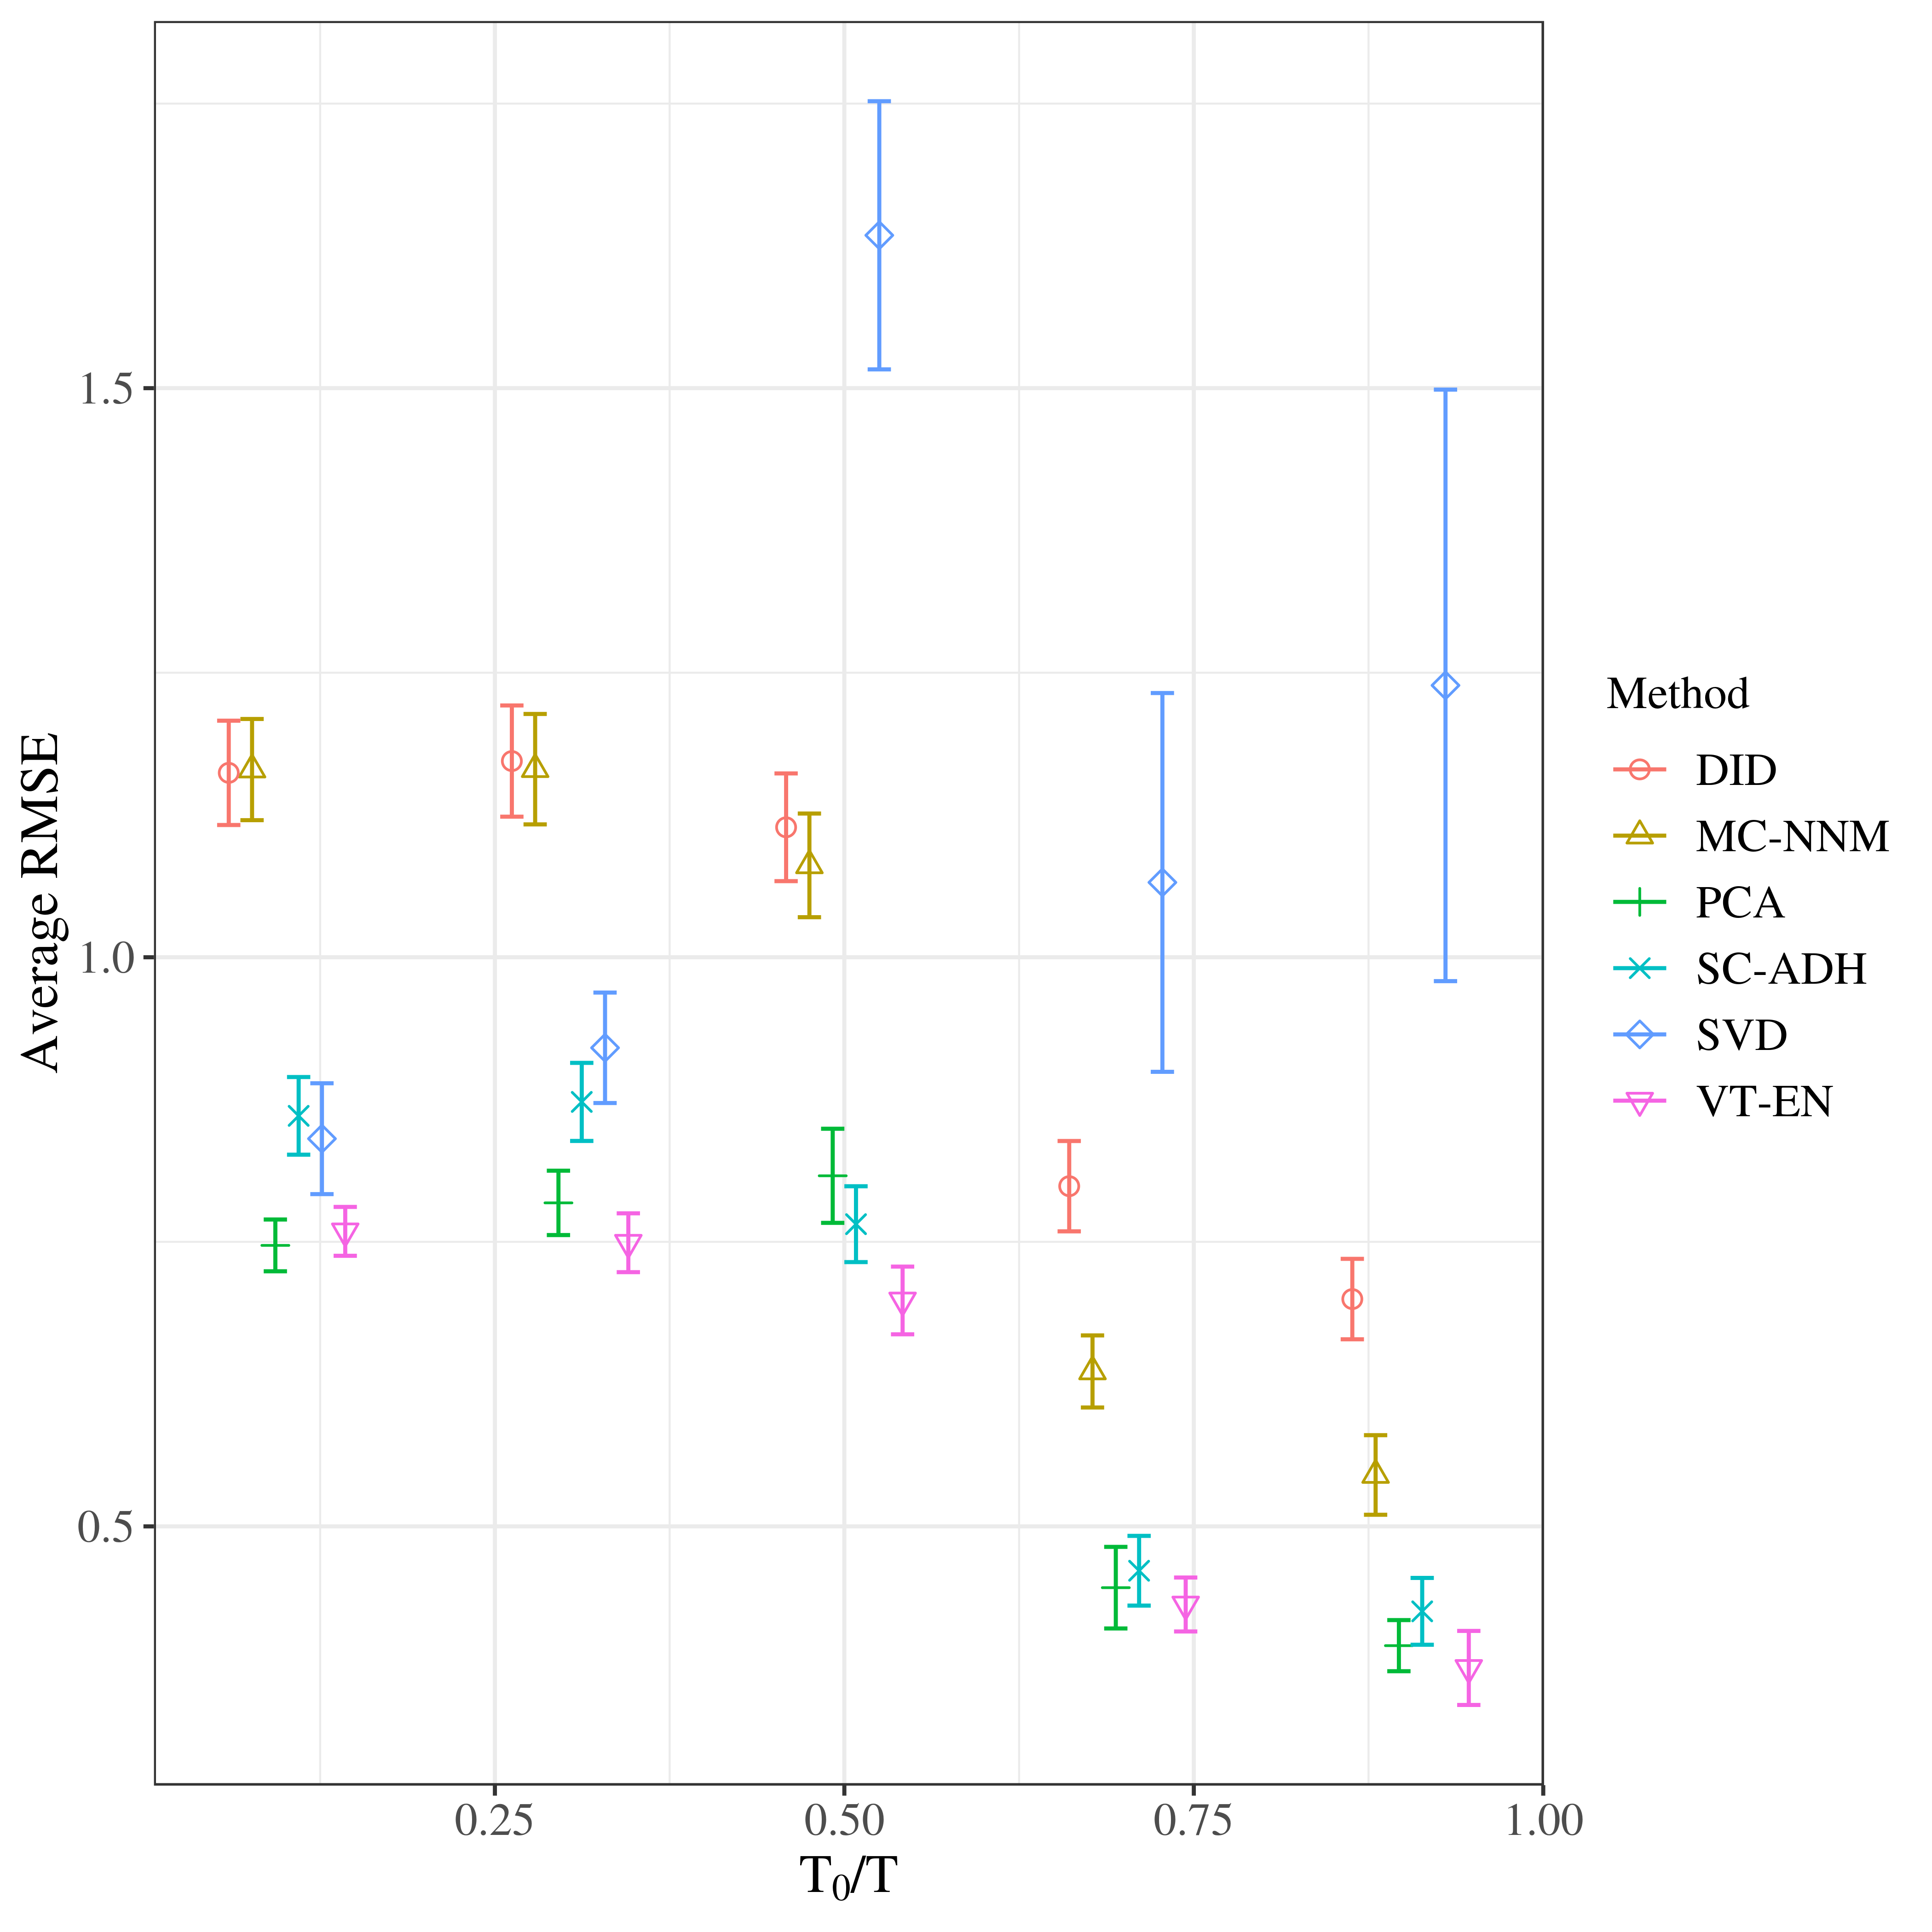 Average RMSE
1.5
1.0
0.5
0.25
0.50
0.75
1.00
T₀/T
Method
DID
MC-NNM
PCA
SC-ADH
SVD
VT-EN